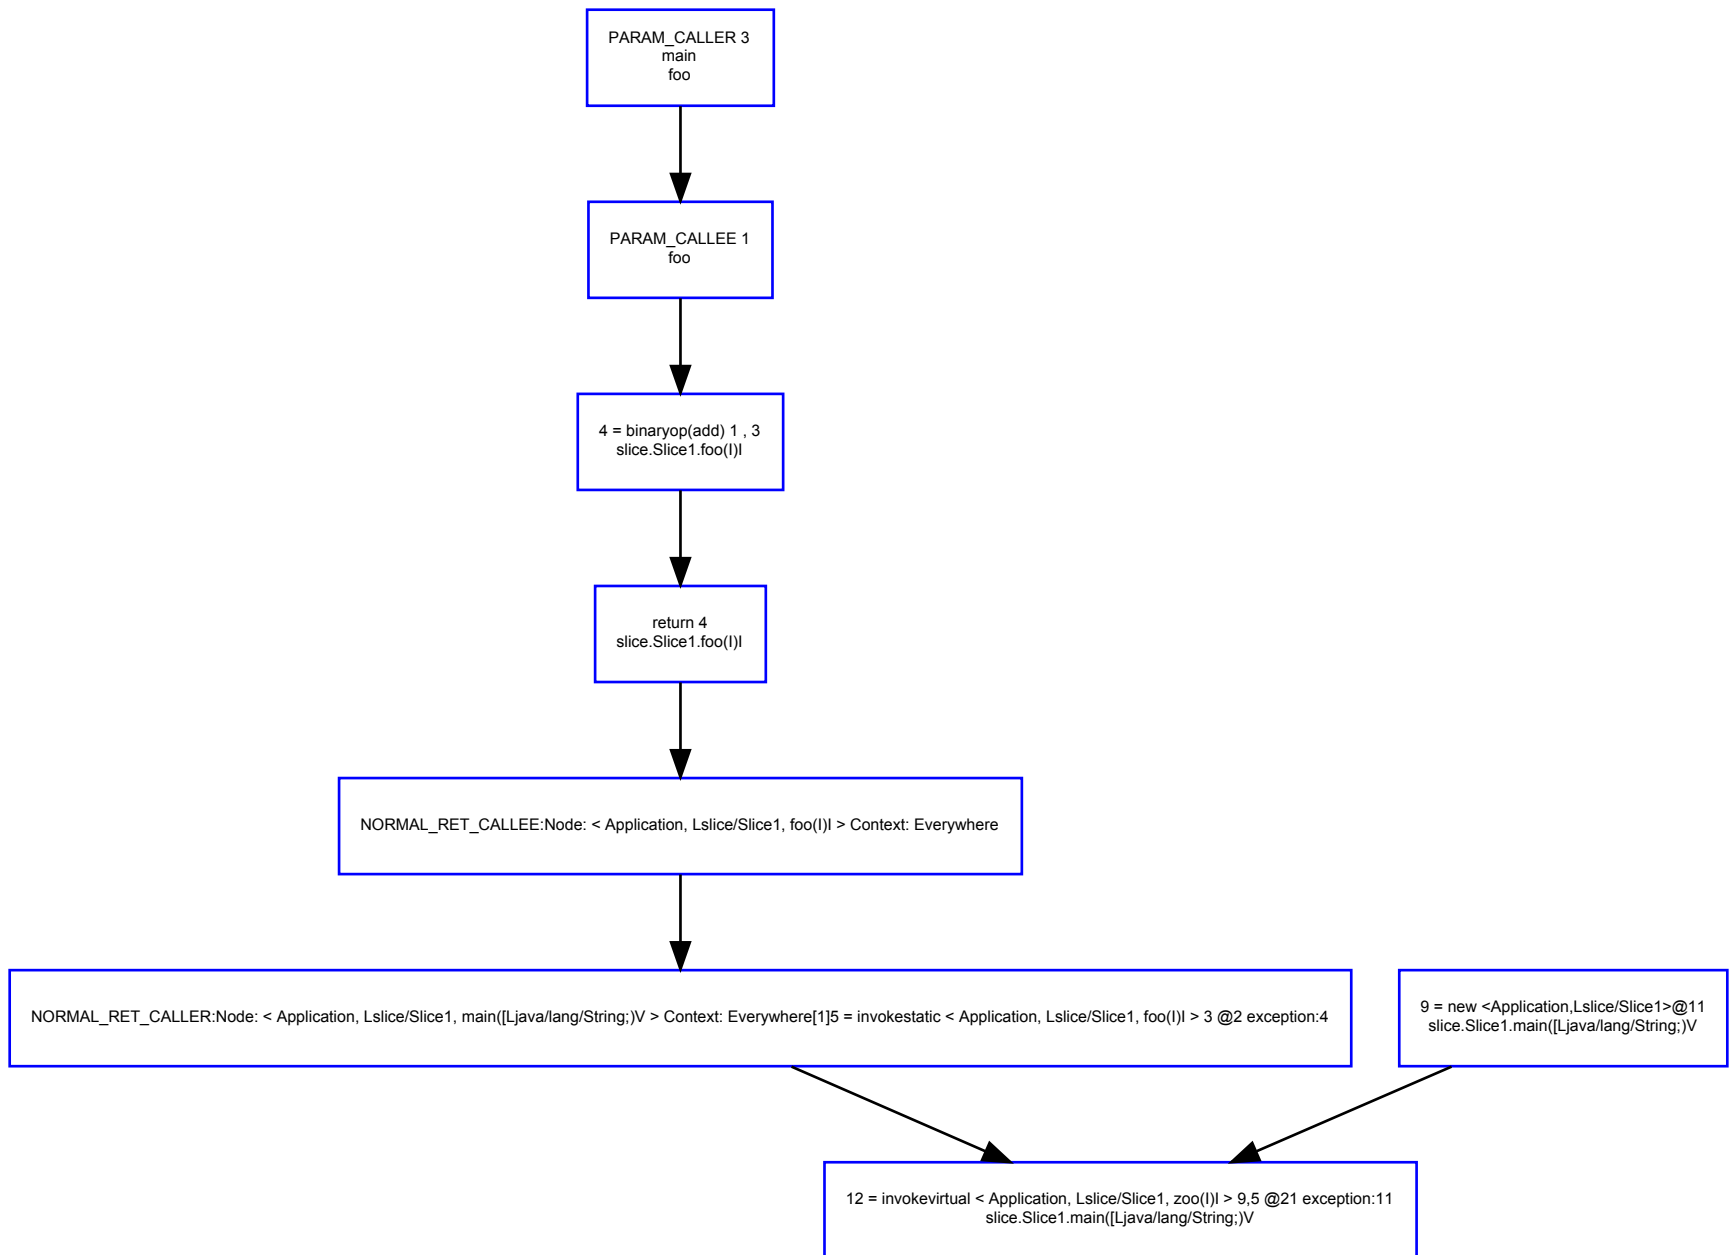 PARAM_CALLER 3
main
foo
PARAM_CALLEE 1
foo
4 = binaryop(add) 1 , 3
slice.Slice1.foo(I)I
return 4
slice.Slice1.foo(I)I
NORMAL_RET_CALLEE:Node: < Application, Lslice/Slice1, foo(I)I > Context: Everywhere
NORMAL_RET_CALLER:Node: < Application, Lslice/Slice1, main([Ljava/lang/String;)V > Context: Everywhere[1]5 = invokestatic < Application, Lslice/Slice1, foo(I)I > 3 @2 exception:4
9 = new <Application,Lslice/Slice1>@11
slice.Slice1.main([Ljava/lang/String;)V
12 = invokevirtual < Application, Lslice/Slice1, zoo(I)I > 9,5 @21 exception:11
slice.Slice1.main([Ljava/lang/String;)V